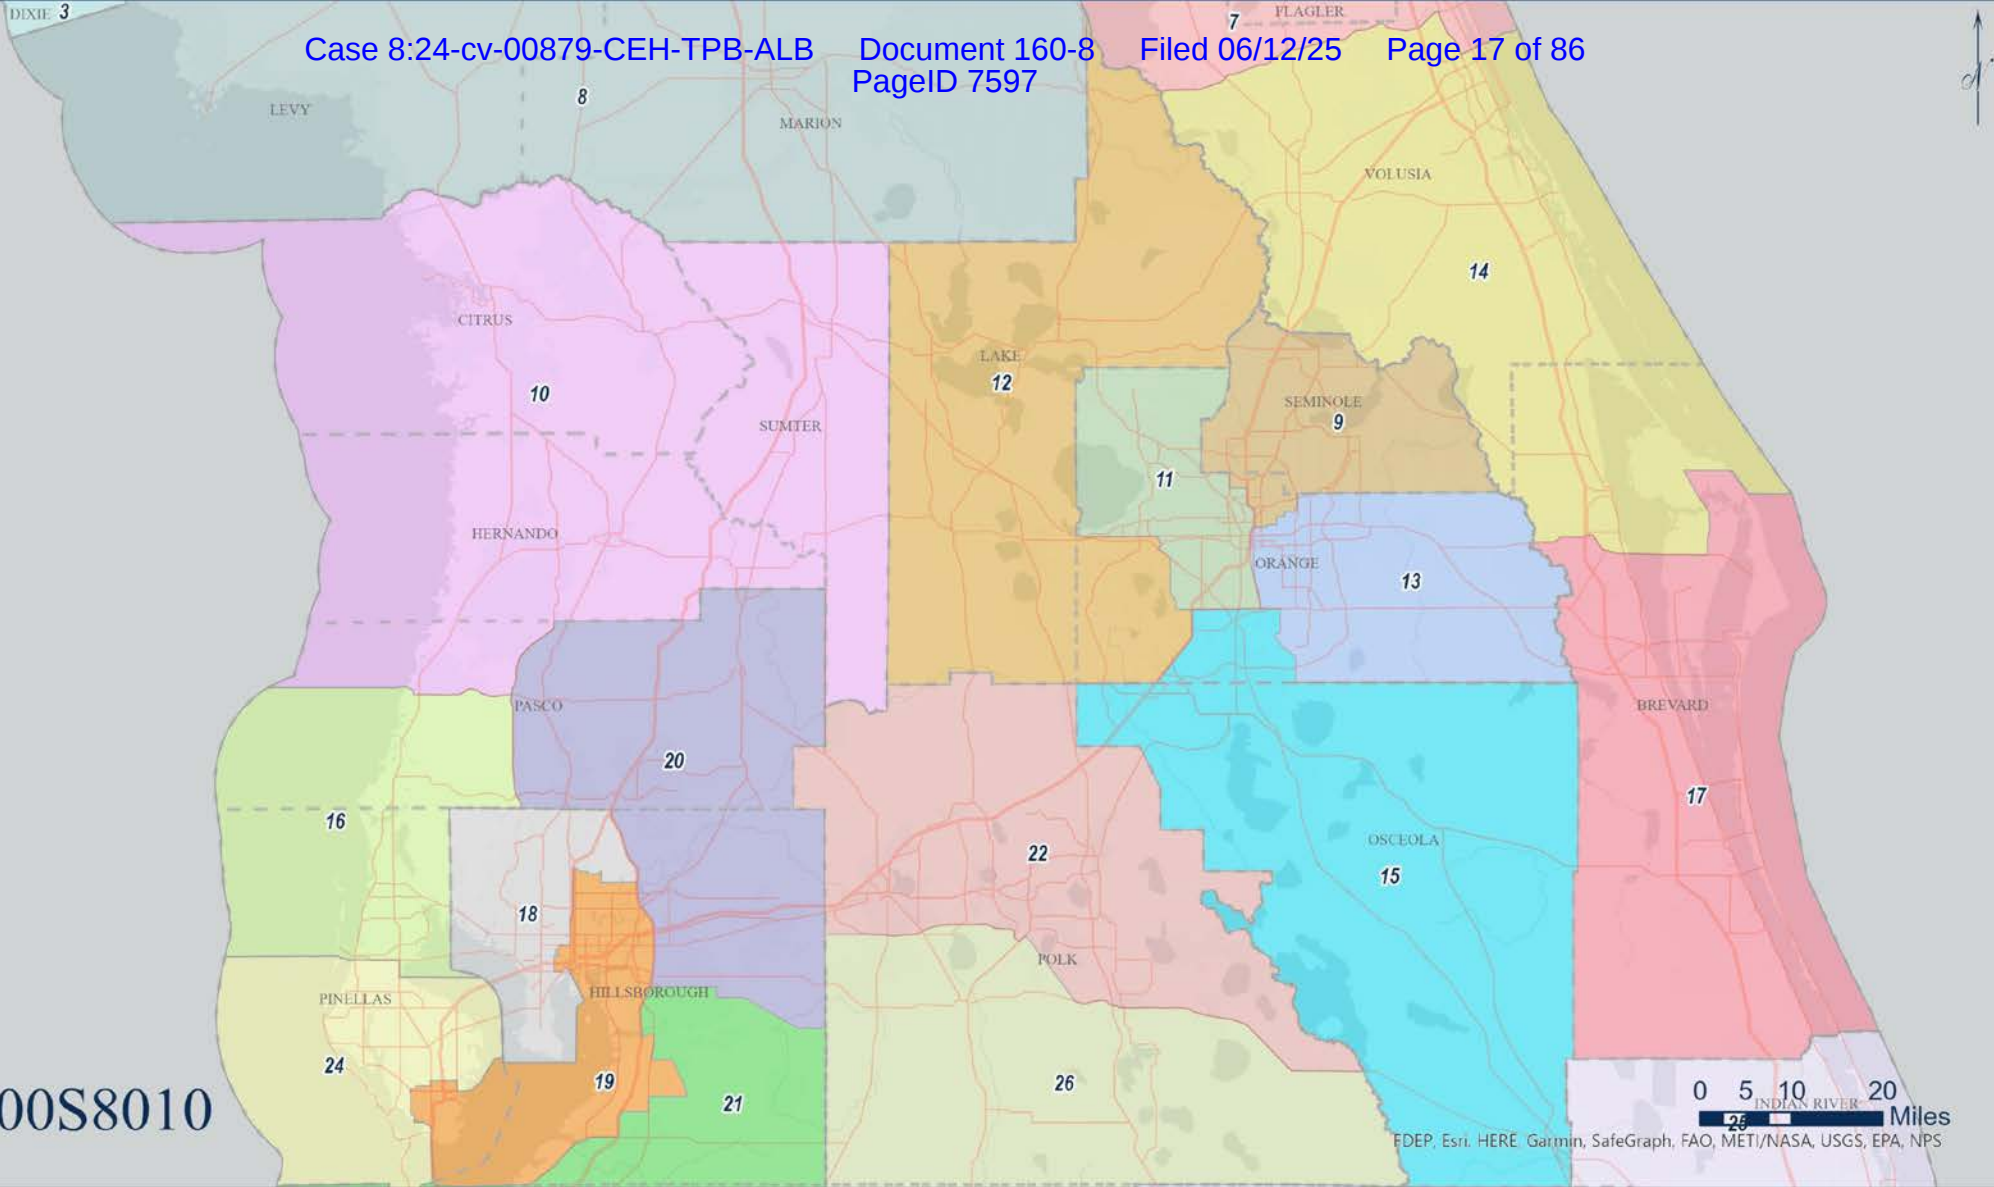 DIXIE 3
7 FLAGLER
Case 8:24-cv-00879-CEH-TPB-ALB Document 160-8 Filed 06/12/25 Page 17 of 86
PageID 7597
N
8
LEVY
MARION
VOLUSIA
14
CITRUS
LAKE
12
10
SEMINOLE
9
SUMTER
11
HERNANDO
ORANGE
13
PASCO
BREVARD
20
17
16
OSCEOLA
22
15
18
POLK
HILLSBOROUGH
PINELLAS
24
19
26
21
00S8010
0 5 10 20
INDIAN RIVER
Miles
25
FDEP, Esri, HERE, Garmin, SafeGraph, FAO, METI/NASA, USGS, EPA, NPS